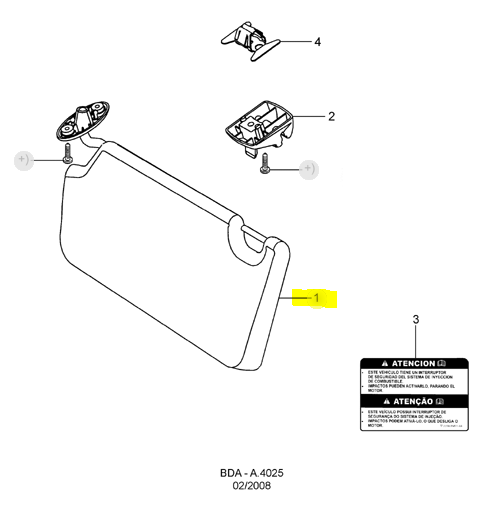 4
2
+)
+)
1
3
ATENCION
• ESTE VEHICULO TIENE UN INTERRUPTOR
DE SEGURIDAD DEL SISTEMA DE INYECCION
DE COMBUSTIBLE.
• IMPACTOS PUEDEN ACTIVARLO, PARANDO EL
MOTOR.
ATENÇÃO
• ESTE VEÍCULO POSSUI INTERRUPTOR DE
SEGURANÇA DO SISTEMA DE INJEÇÃO.
• IMPACTOS PODEM ATIVÁ-LO, O QUE DESLIGA O
MOTOR.
BDA - A.4025
02/2008